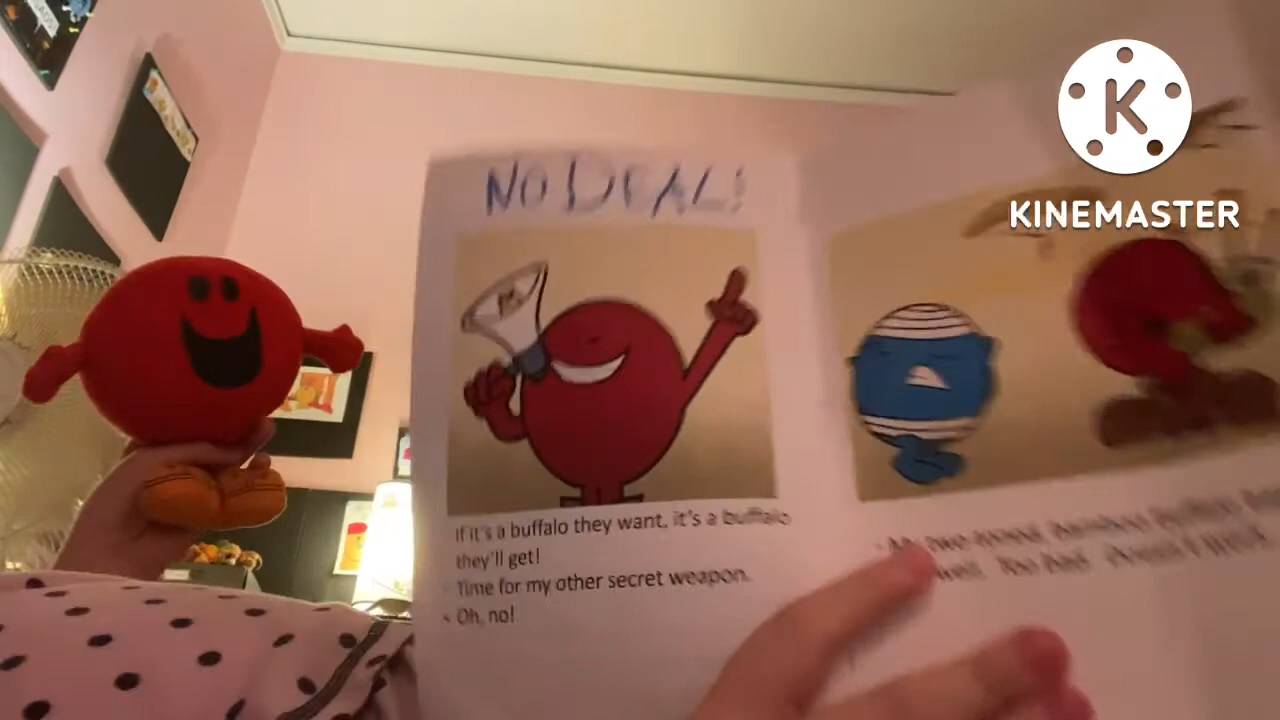 NO DEAL!
If it's a buffalo they want, it's a buffalo
they'll get!
- Time for my other secret weapon.
- Oh, no!
well.
K
KINEMASTER